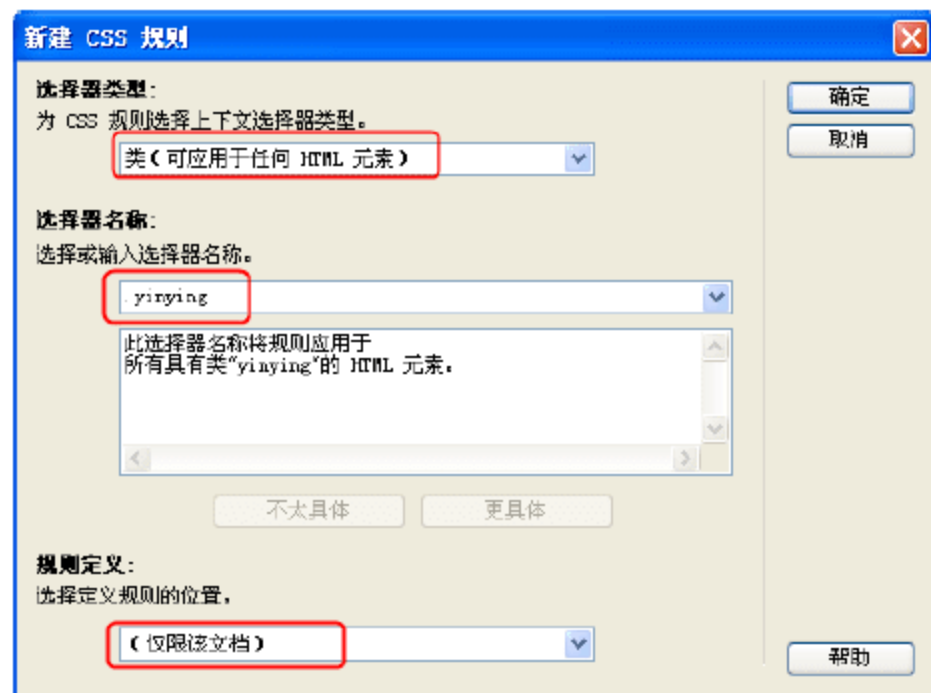 新建 CSS 规则
选择器类型：
确定
为 CSS 规则选择上下文选择器类型。
取消
类（可应用于任何 HTML 元素）
选择器名称：
选择或输入选择器名称。
.yinying
此选择器名称将规则应用于
所有具有类“yinying”的 HTML 元素。
不太具体
更具体
规则定义：
选择定义规则的位置。
（仅限该文档）
帮助